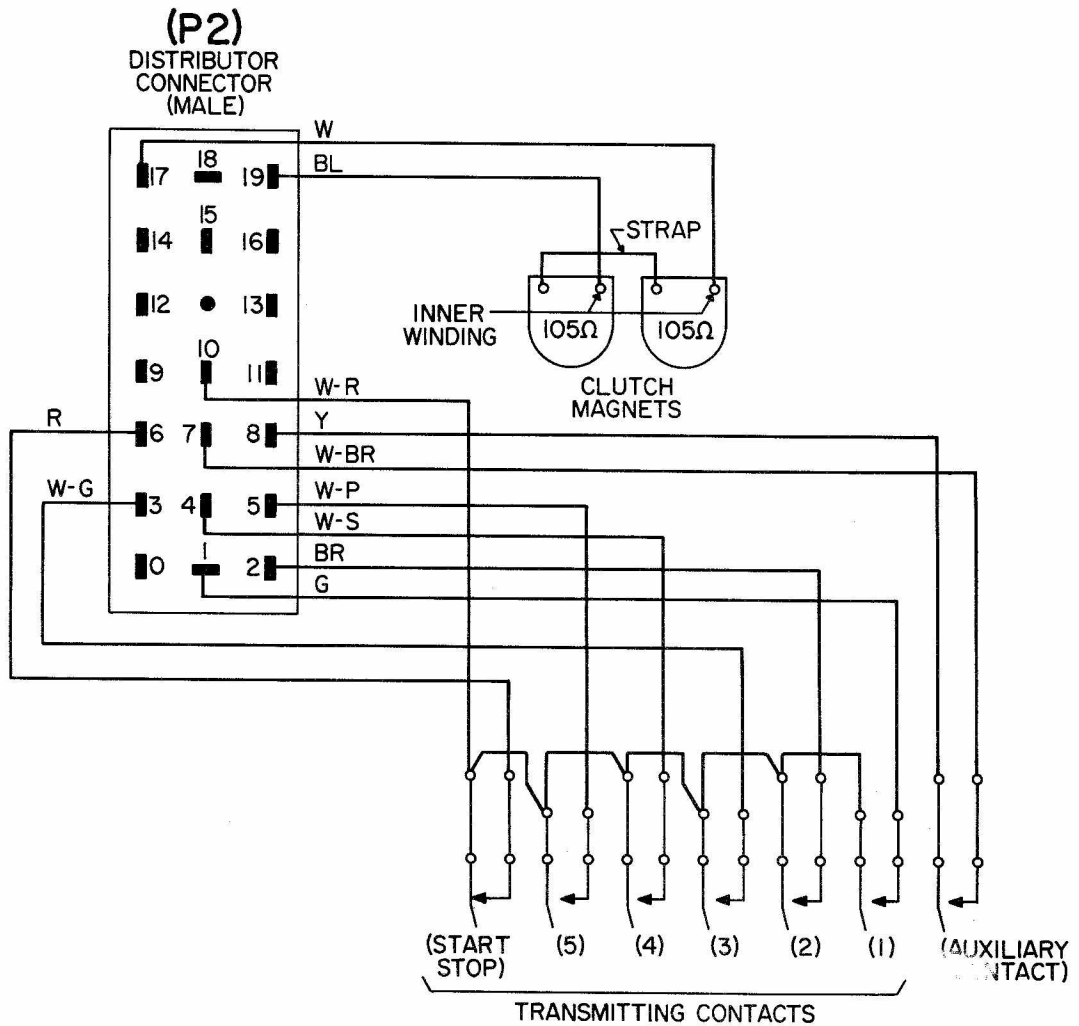 (P2)
DISTRIBUTOR
CONNECTOR
(MALE)
W
17 18 19
BL
15
14 16
STRAP
12 13
INNER
WINDING
105Ω 105Ω
10
9 11
CLUTCH
MAGNETS
W-R
R
6 7 8
Y
W-BR
W-G
3 4 5
W-P
W-S
1
0 2
BR
G
(START
STOP)
(5)
(4)
(3)
(2)
(1)
(AUXILIARY
TRANSMITTING CONTACTS